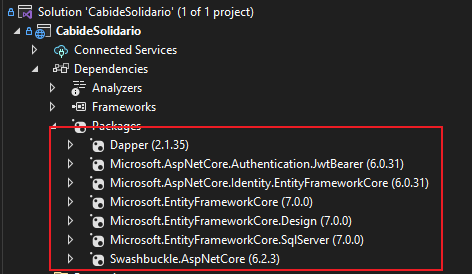 Solution 'CabideSolidario' (1 of 1 project)
CabideSolidario
Connected Services
Dependencies
Analyzers
Frameworks
Packages
Dapper (2.1.35)
Microsoft.AspNetCore.Authentication.JwtBearer (6.0.31)
Microsoft.AspNetCore.Identity.EntityFrameworkCore (6.0.31)
Microsoft.EntityFrameworkCore (7.0.0)
Microsoft.EntityFrameworkCore.Design (7.0.0)
Microsoft.EntityFrameworkCore.SqlServer (7.0.0)
Swashbuckle.AspNetCore (6.2.3)